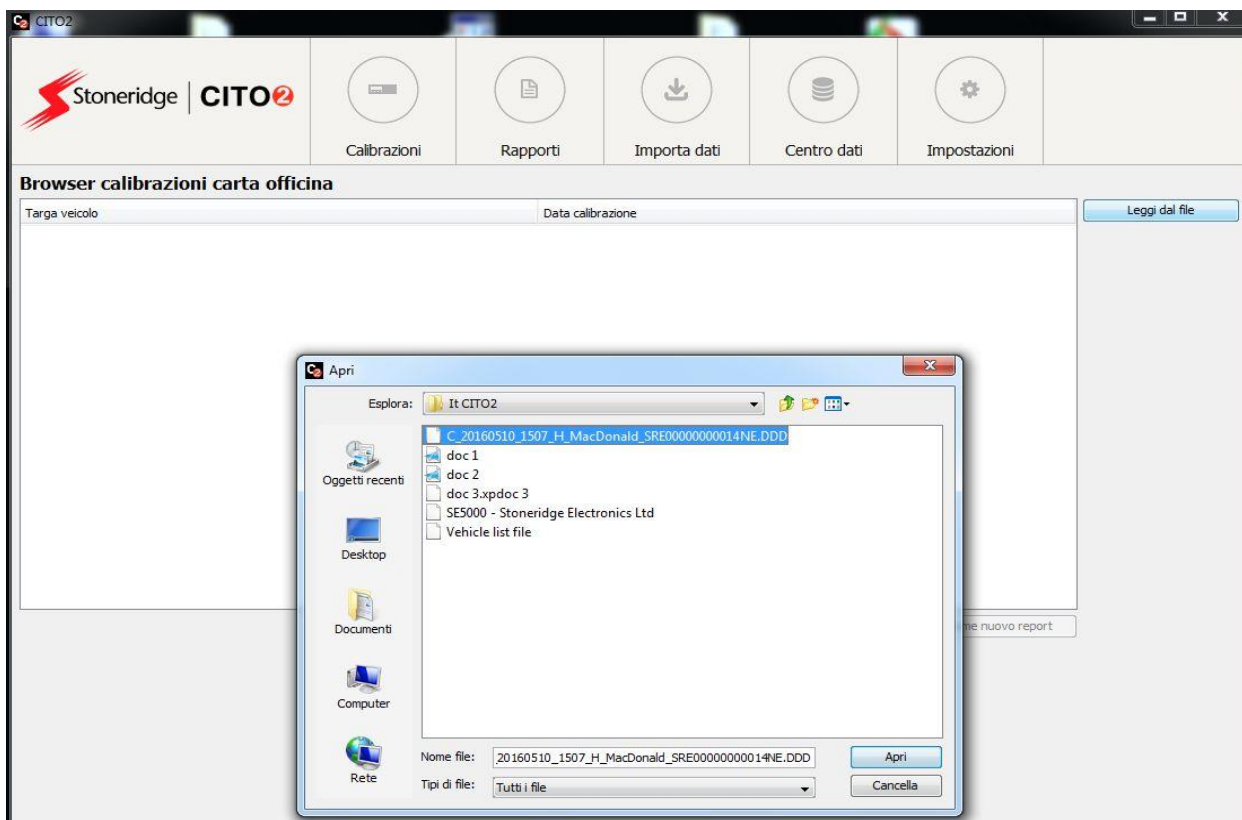 CITO2
Stoneridge | CITO2
Calibrazioni
Rapporti
Importa dati
Centro dati
Impostazioni
Browser calibrazioni carta officina
Targa veicolo
Data calibrazione
Leggi dal file
Apri
Esplora:
It CITO2
C_20160510_1507_H_MacDonald_SRE00000000014NE.DDD
doc 1
doc 2
doc 3.xpdoc 3
SE5000 - Stoneridge Electronics Ltd
Vehicle list file
Oggetti recenti
Desktop
Documenti
Computer
Rete
nuovo report
Nome file:
20160510_1507_H_MacDonald_SRE00000000014NE.DDD
Apri
Tipi di file:
Tutti i file
Cancella